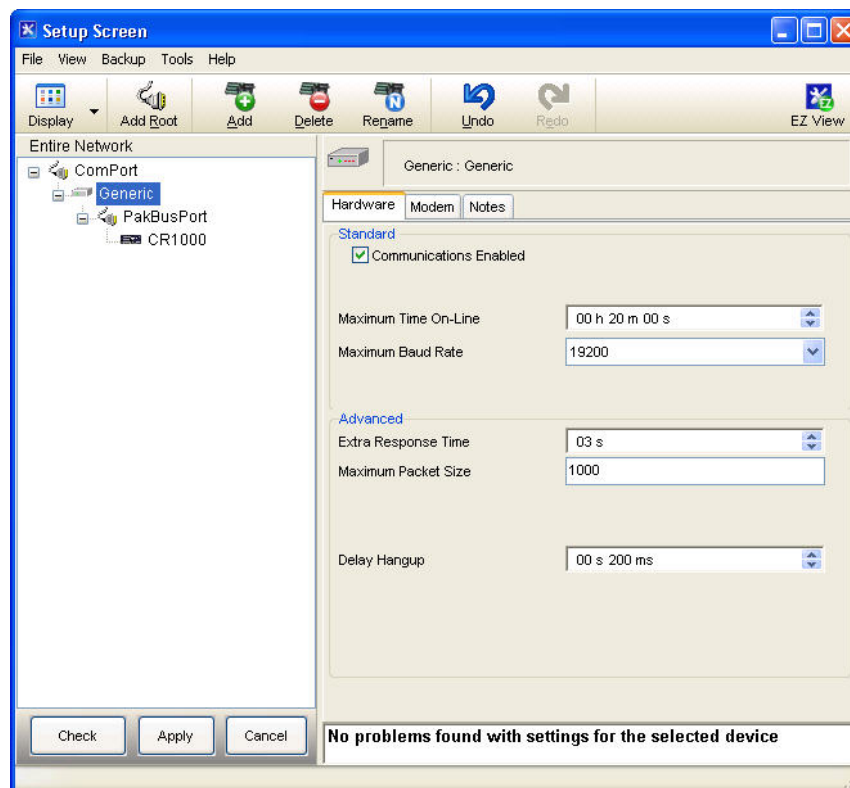 Setup Screen
File View Backup Tools Help
Display Add Root Add Delete Rename Undo Redo EZ View
Entire Network
ComPort
Generic
PakBusPort
CR1000
Generic : Generic
Hardware Modem Notes
Standard
Communications Enabled
Maximum Time On-Line 00 h 20 m 00 s
Maximum Baud Rate 19200
Advanced
Extra Response Time 03 s
Maximum Packet Size 1000
Delay Hangup 00 s 200 ms
Check Apply Cancel
No problems found with settings for the selected device